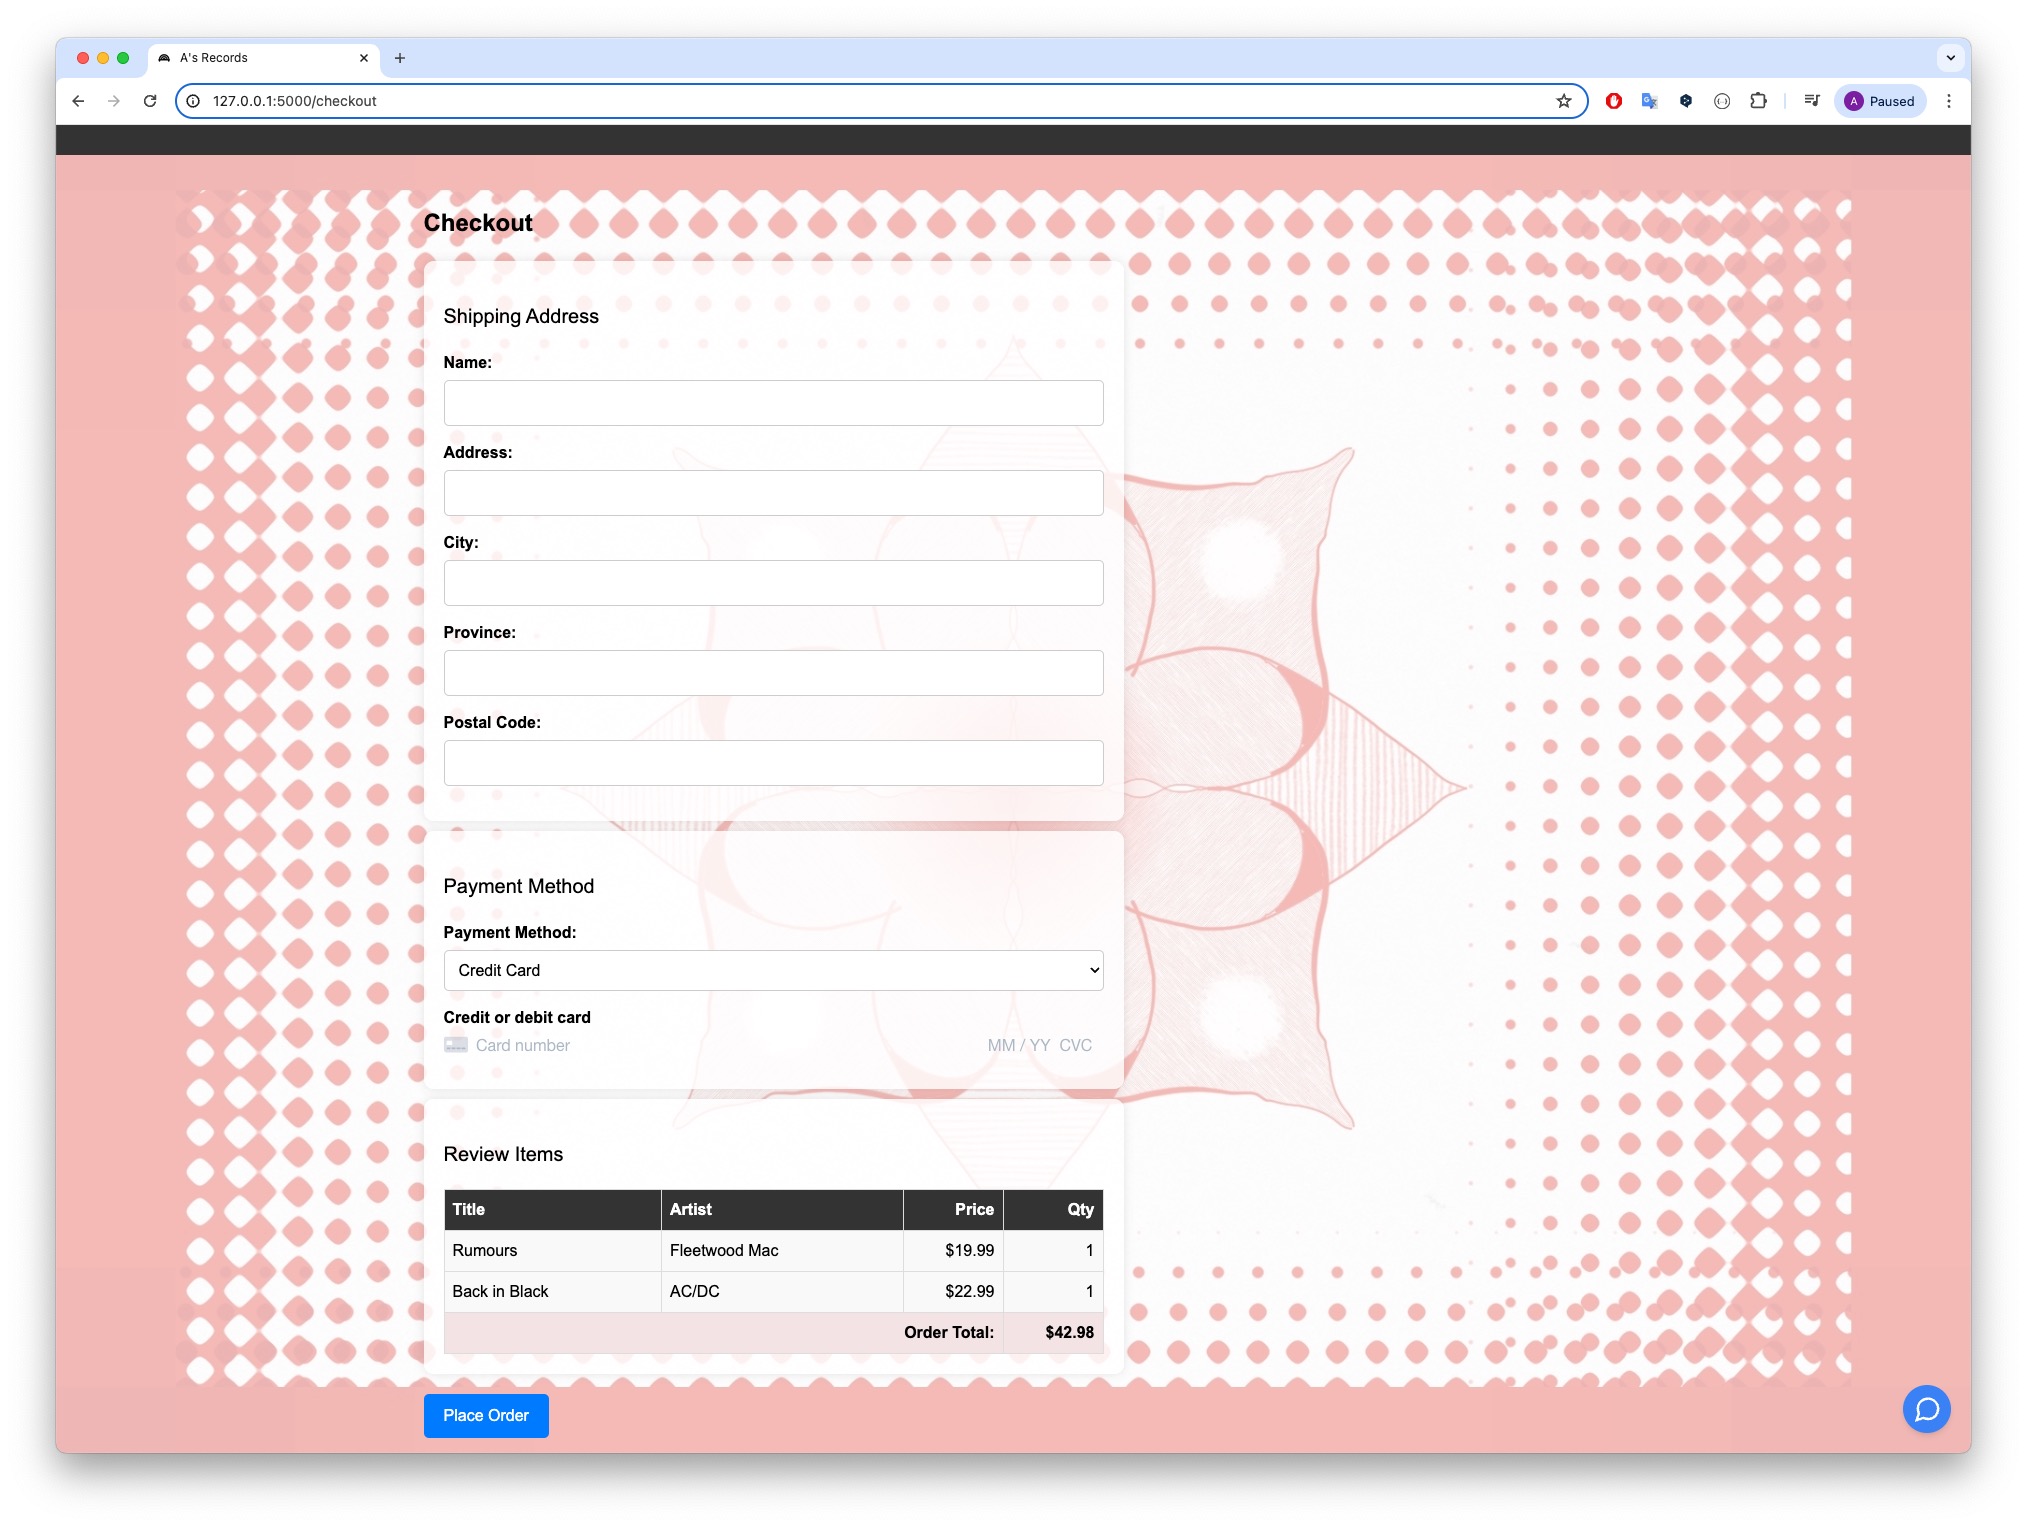 A's Records
127.0.0.1:5000/checkout
A Paused
Checkout
Shipping Address
Name:
Address:
City:
Province:
Postal Code:
Payment Method
Payment Method:
Credit Card
Credit or debit card
Card number MM / YY CVC
Review Items
Title Artist Price Qty
Rumours Fleetwood Mac $19.99 1
Back in Black AC/DC $22.99 1
Order Total: $42.98
Place Order